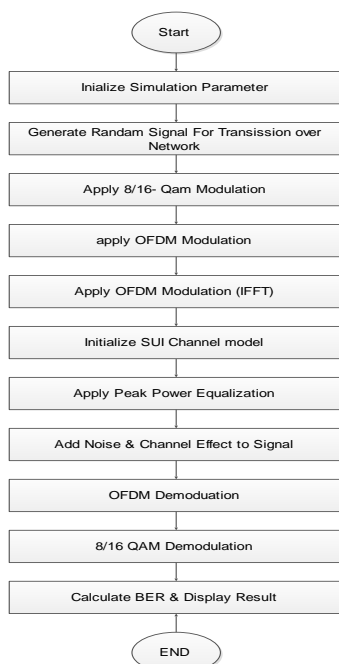 Start
Inialize Simulation Parameter
Generate Randam Signal For Transission over
Network
Apply 8/16- Qam Modulation
apply OFDM Modulation
Apply OFDM Modulation (IFFT)
Initialize SUI Channel model
Apply Peak Power Equalization
Add Noise & Channel Effect to Signal
OFDM Demoduation
8/16 QAM Demodulation
Calculate BER & Display Result
END